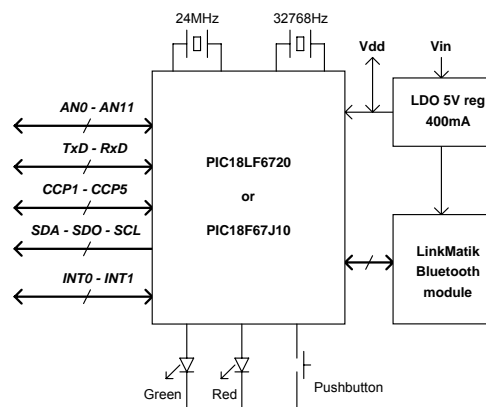 24MHz
32768Hz
Vdd
Vin
LDO 5V reg
400mA
AN0 - AN11
TxD - RxD
CCP1 - CCP5
SDA - SDO - SCL
INT0 - INT1
PIC18LF6720
or
PIC18F67J10
LinkMatik
Bluetooth
module
Green
Red
Pushbutton